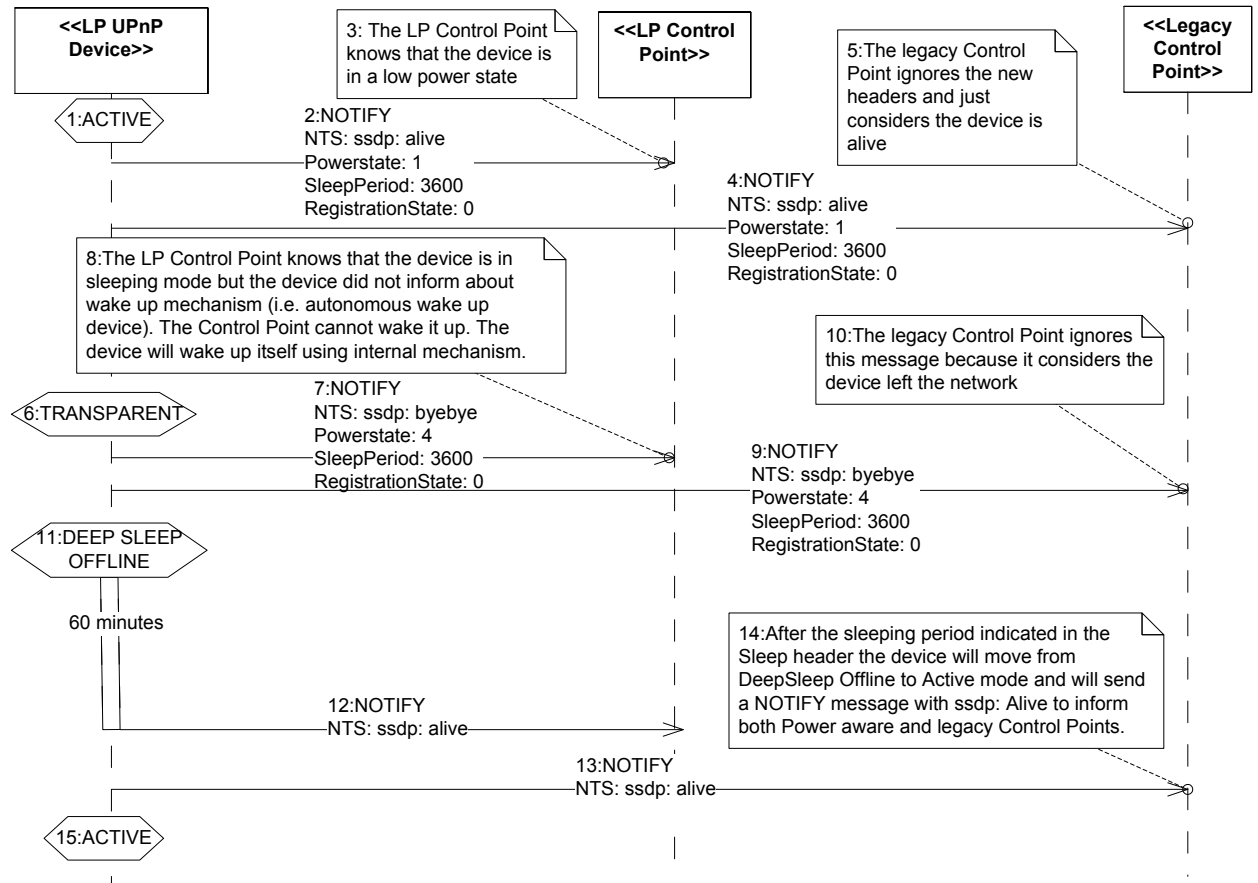 <<LP UPnP
Device>>
3: The LP Control Point
knows that the device is
in a low power state
<<LP Control
Point>>
5:The legacy Control
Point ignores the new
headers and just
considers the device is
alive
<<Legacy
Control
Point>>
1:ACTIVE
2:NOTIFY
NTS: ssdp: alive
Powerstate: 1
SleepPeriod: 3600
RegistrationState: 0
4:NOTIFY
NTS: ssdp: alive
Powerstate: 1
SleepPeriod: 3600
RegistrationState: 0
8:The LP Control Point knows that the device is in
sleeping mode but the device did not inform about
wake up mechanism (i.e. autonomous wake up
device). The Control Point cannot wake it up. The
device will wake up itself using internal mechanism.
10:The legacy Control Point ignores
this message because it considers the
device left the network
6:TRANSPARENT
7:NOTIFY
NTS: ssdp: byebye
Powerstate: 4
SleepPeriod: 3600
RegistrationState: 0
9:NOTIFY
NTS: ssdp: byebye
Powerstate: 4
SleepPeriod: 3600
RegistrationState: 0
11:DEEP SLEEP
OFFLINE
60 minutes
14:After the sleeping period indicated in the
Sleep header the device will move from
DeepSleep Offline to Active mode and will send
a NOTIFY message with ssdp: Alive to inform
both Power aware and legacy Control Points.
12:NOTIFY
NTS: ssdp: alive
13:NOTIFY
NTS: ssdp: alive
15:ACTIVE